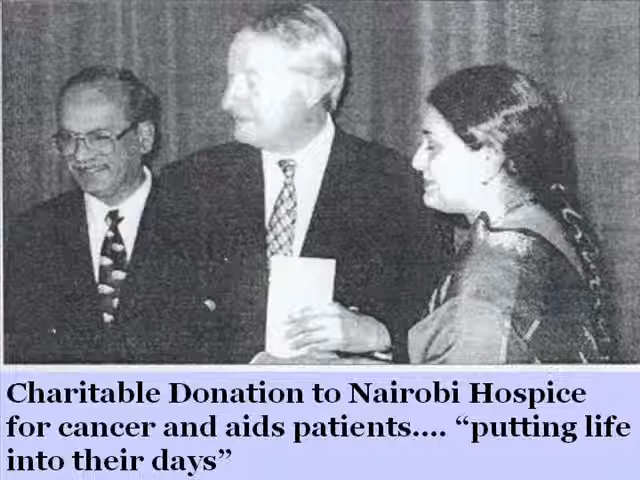 Charitable Donation to Nairobi Hospice
for cancer and aids patients.... “putting life
into their days”